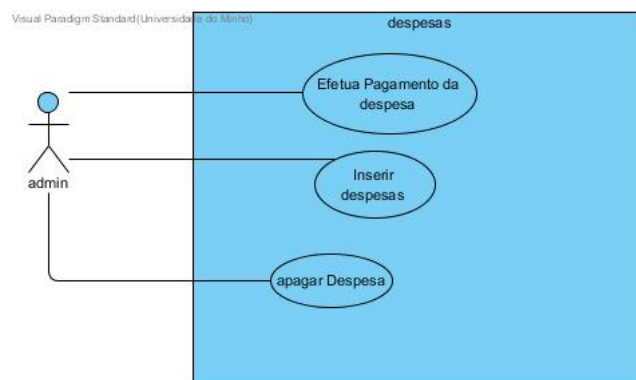 Visual Paradigm Standard(Universidade do Minho)
despesas
Efetua Pagamento da
despesa
admin
Inserir
despesas
apagar Despesa